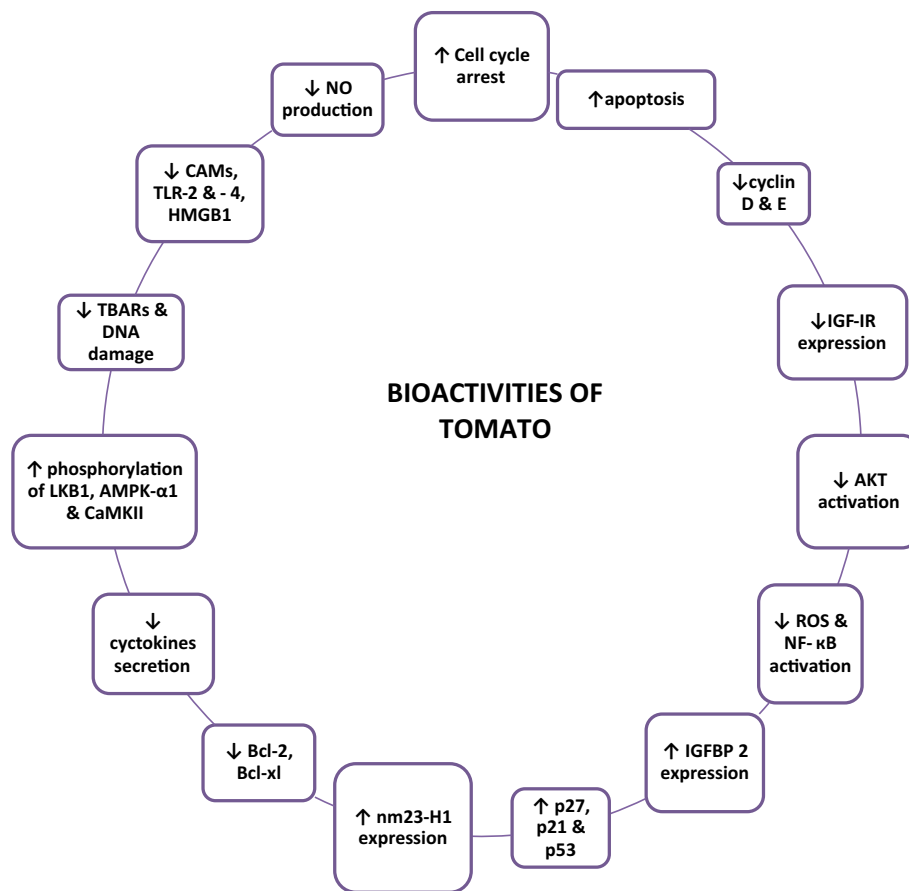 ↑ Cell cycle
arrest
↑apoptosis
↓cyclin
D & E
↓IGF-IR
expression
↓ AKT
activation
↓ ROS &
NF- κB
activation
↑ IGFBP 2
expression
↑ p27,
p21 &
p53
↑ nm23-H1
expression
↓ Bcl-2,
Bcl-xl
↓
cyctokines
secretion
↑ phosphorylation
of LKB1, AMPK-α1
& CaMKII
↓ TBARs &
DNA
damage
↓ CAMs,
TLR-2 & - 4,
HMGB1
↓ NO
production
BIOACTIVITIES OF
TOMATO